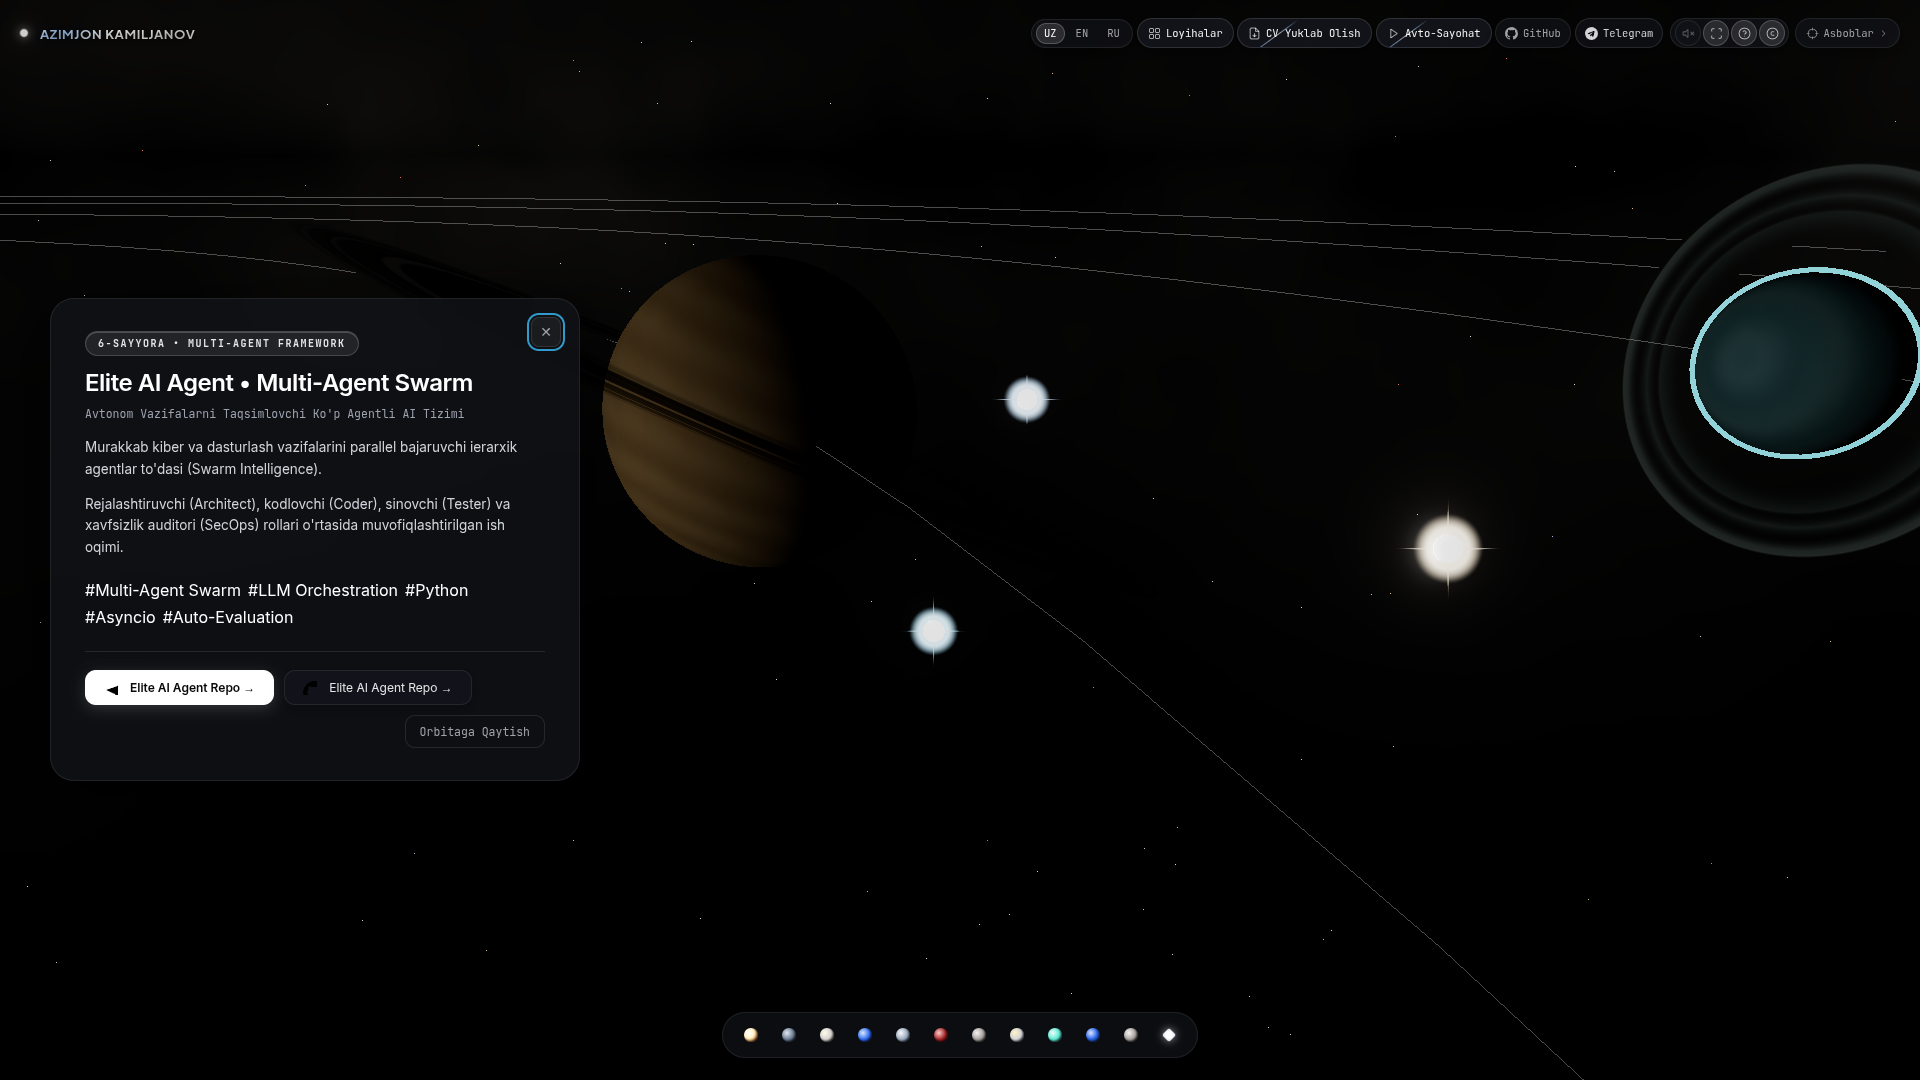 AZIMJON KAMILJANOV
UZ EN RU
Loyihalar
CV Yuklab Olish
Avto-Sayohat
GitHub
Telegram
Asboblar
6-SAYYORA • MULTI-AGENT FRAMEWORK
Elite AI Agent • Multi-Agent Swarm
Avtonom Vazifalarni Taqsimlovchi Ko'p Agentli AI Tizimi
Murakkab kiber va dasturlash vazifalarini parallel bajaruvchi ierarxik
agentlar to'dasi (Swarm Intelligence).
Rejalashtiruvchi (Architect), kodlovchi (Coder), sinovchi (Tester) va
xavfsizlik auditori (SecOps) rollari o'rtasida muvofiqlashtirilgan ish
oqimi.
#Multi-Agent Swarm #LLM Orchestration #Python
#Asyncio #Auto-Evaluation
Elite AI Agent Repo →
Elite AI Agent Repo →
Orbitaga Qaytish